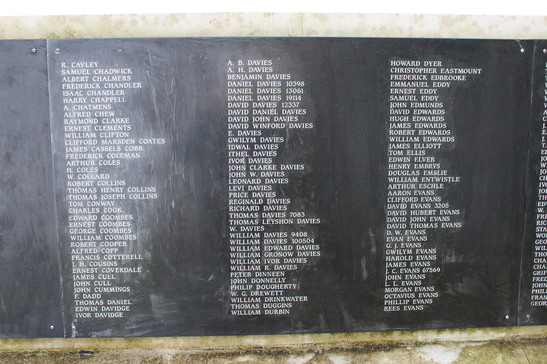 R. CAVLEY
SAMUEL CHADWICK
ALBERT CHALMERS
FREDERICK CHANDLER
ISAAC CHANDLER
HARRY CHAPPELL
A. CHATMENS
ALFRED CHEW
RAYMOND CLARKE
ERNEST CLEMENTS
WILLIAM CLIFTON
CLIFFORD MARSDEN COATES
JAMES CASSELS COBB
FREDERICK COLEMAN
ARTHUR COLES
H. COLES
W. COLLARD
ROBERT COLLINS
THOMAS HENRY COLLINS
THOMAS JOSEPH COLLINS
TOM CONWAY
CHARLES COOK
EDWARD COOMBES
ERNEST COOMBES
GEORGE COOMBES
WILLIAM COOMBES
ROBERT COOPER
ALFRED COPP
FRANCIS COTTERELL
J. H. COUSINS
ERNEST COVERDALE
JAMES CULL
JOHN CULL
JOHN CUMMINGS
F. DADD
THOMAS DANIEL
EDWIN DAVIDGE
IVOR DAVIDGE
A. B. DAVIES
A. H. DAVIES
BENJAMIN DAVIES
DANIEL DAVIES 10398
DANIEL DAVIES 13061
DANIEL DAVIES 19114
DAVID DAVIES 12337
DAVID DANIEL DAVIES
DAVID JOHN DAVIES
DAVID WINFORD DAVIES
E. DAVIES
GWILYM DAVIES
IDWAL DAVIES
ITHEL DAVIES
IVOR DAVIES
JOHN CLARKE DAVIES
JOHN W. DAVIES
LEONARD DAVIES
LEVI DAVIES
PRICE DAVIES
REGINALD DAVIES
RICHARD DAVIES
THOMAS DAVIES 7083
THOMAS LEYSHON DAVIES
W. DAVIES
WILLIAM DAVIES 9408
WILLIAM DAVIES 200504
WILLIAM EDWARD DAVIES
WILLIAM GRONOW DAVIES
WILLIAM IVOR DAVIES
WILLIAM R. DAVIES
PETER DINNEEN
JOHN DONNELLY
PHILIP DOUGHERTY
W. G. DREWETT
WILLIAM DRINKWATER
THOMAS DUGGINS
WILLIAM DURBIN
HOWARD DYER
CHRISTOPHER EASTMOUNT
FREDERICK EDBROOKE
EMMANUEL EDDY
ERNEST EDDY
SAMUEL EDDY
JOHN EDMUNDS
DAVID EDWARDS
HUGH EDWARDS
JAMES EDWARDS
ROBERT EDWARDS
WILLIAM EDWARDS
JAMES ELLIOTT
TOM ELLIS
EDWIN ELVER
HENRY EMBRYS
DOUGLAS EMSLIE
WILLIAM ENTWISTLE
ARTHUR ESCHLE
AARON EVANS
CLIFFORD EVANS
DAVID EVANS 3205
DAVID HUBERT EVANS
DAVID JOHN EVANS
DAVID THOMAS EVANS
D. W. EVANS
EVAN EVANS
G. J. EVANS
GWILYM EVANS
HAROLD EVANS
JAMES EVANS
J. C. EVANS 67569
JOHN EVANS
L. L. EVANS
MORGAN EVANS
OCTAVIUS EVANS
PHILIP EVANS
REES EVANS